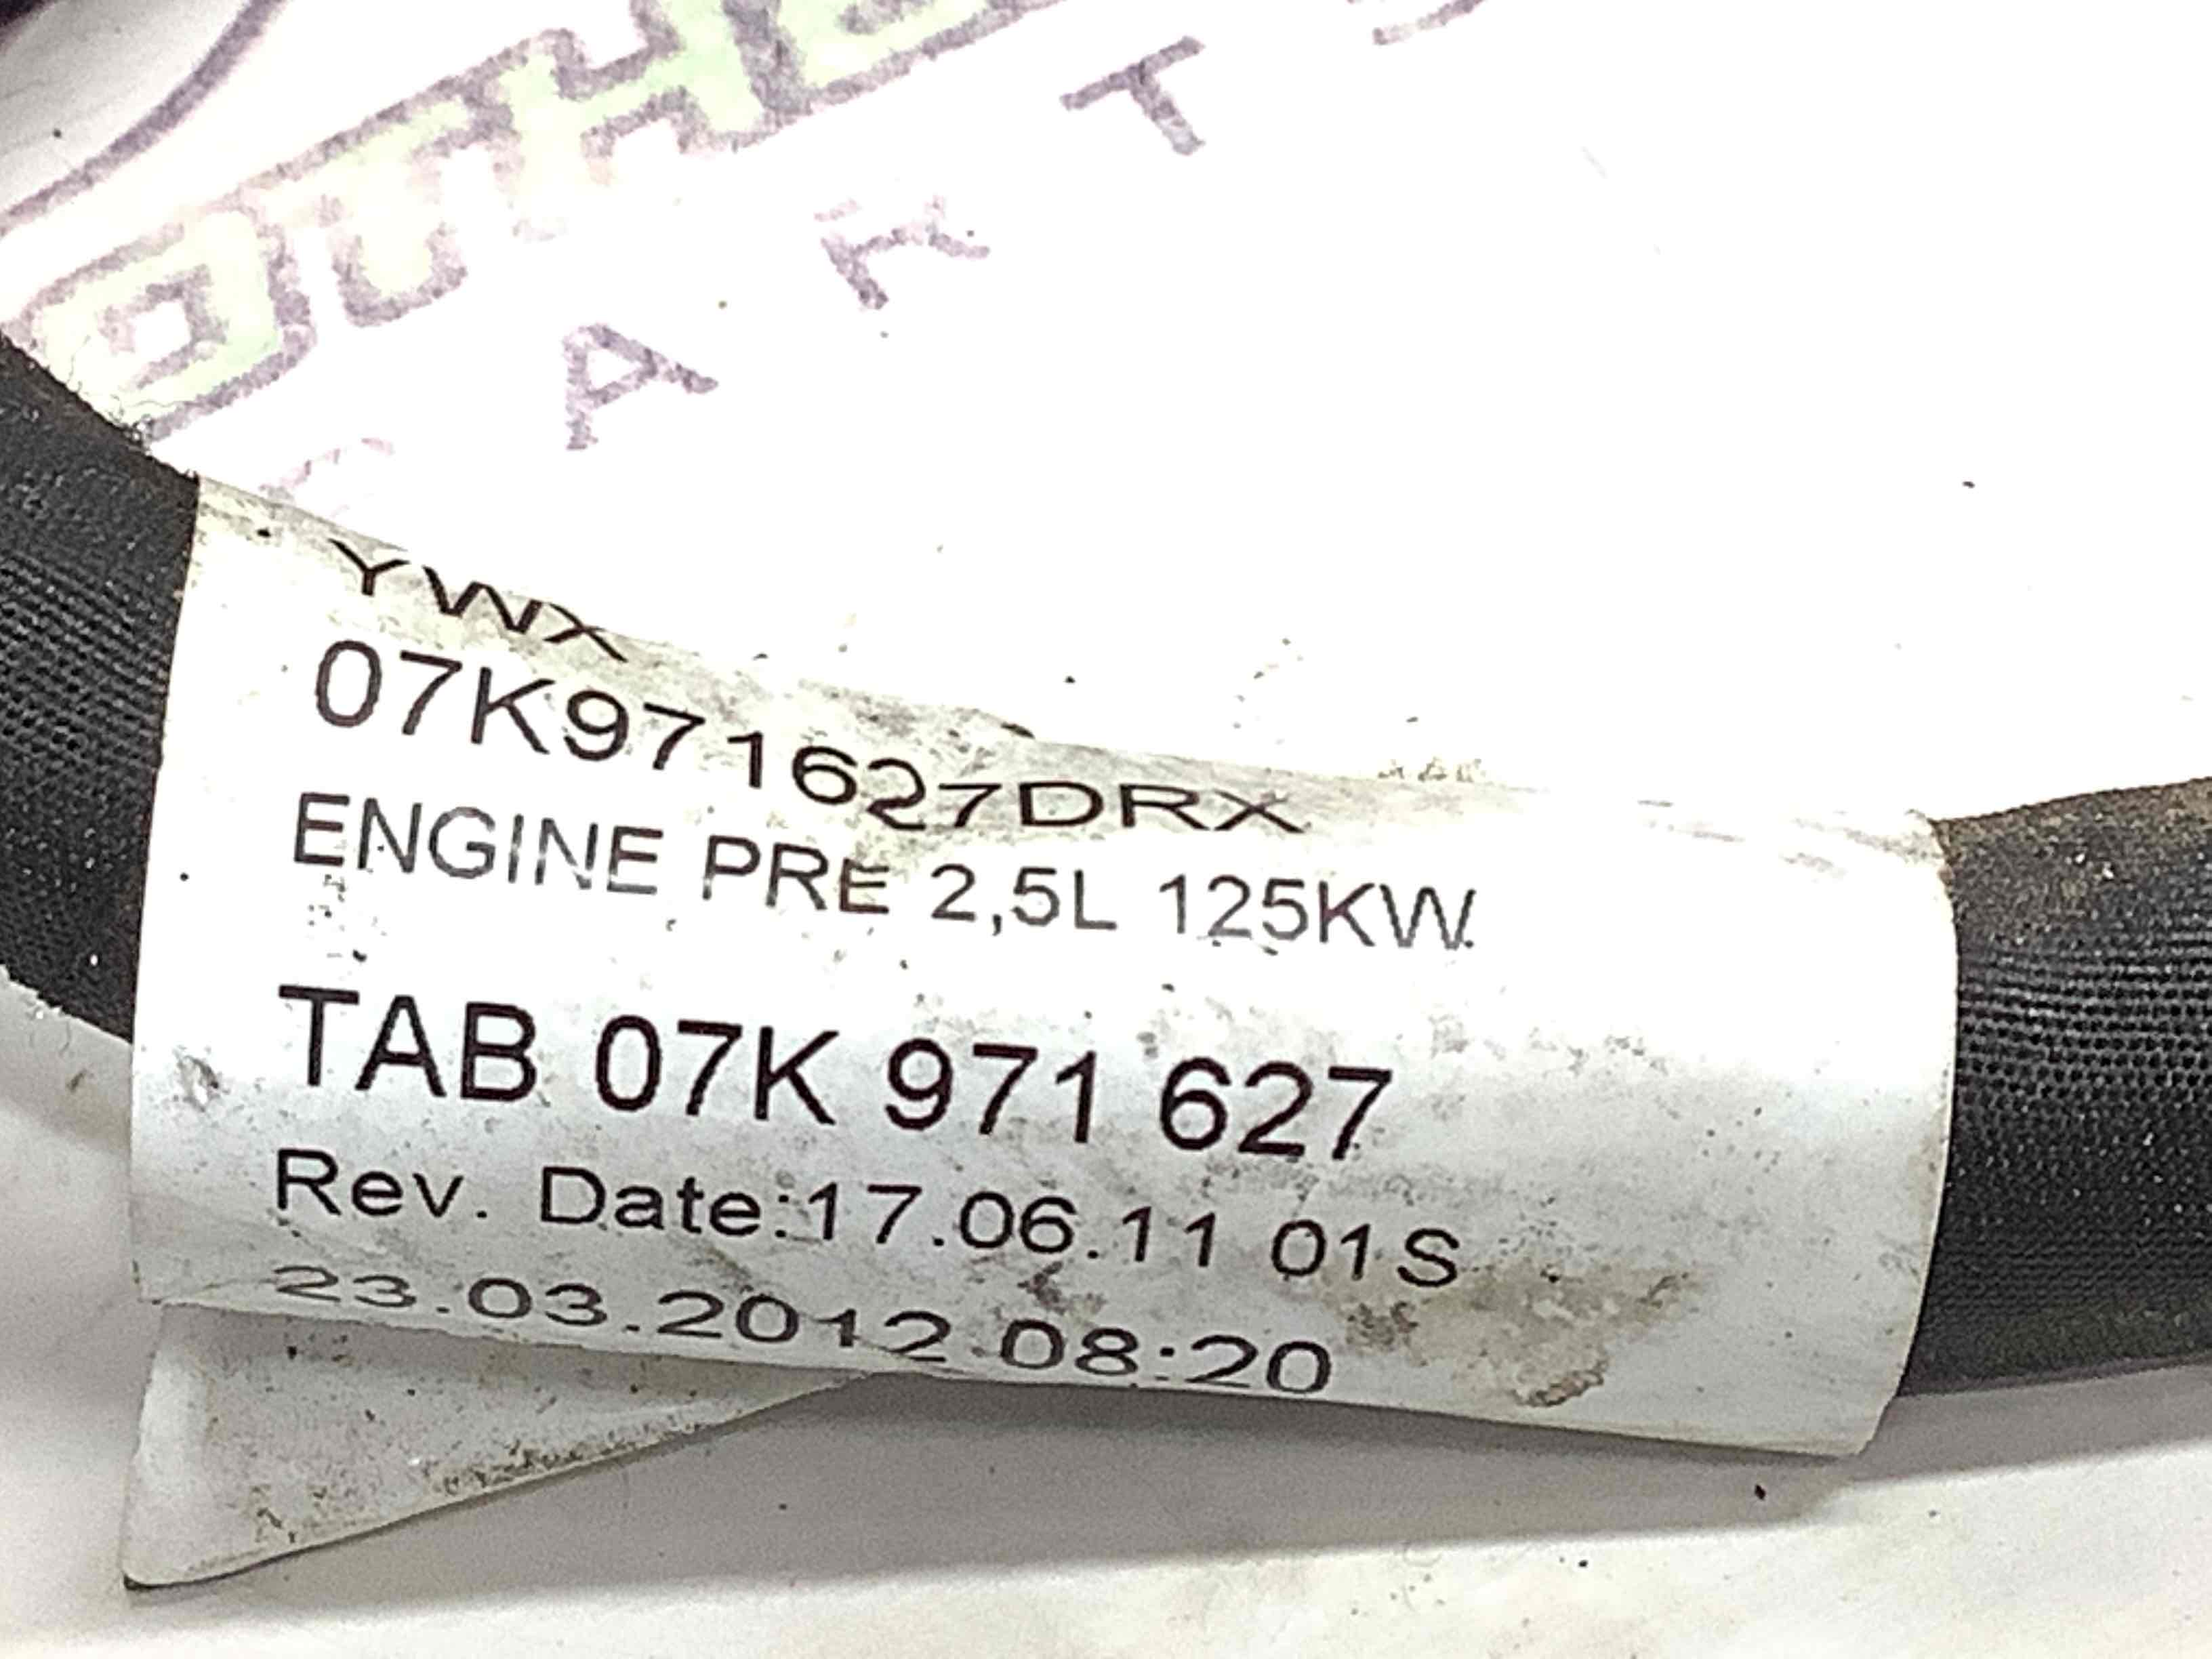 YWX
07K971627DRX
ENGINE PRE 2,5L 125KW
TAB 07K 971 627
Rev. Date:17.06.11 01S
23.03.2012 08:20